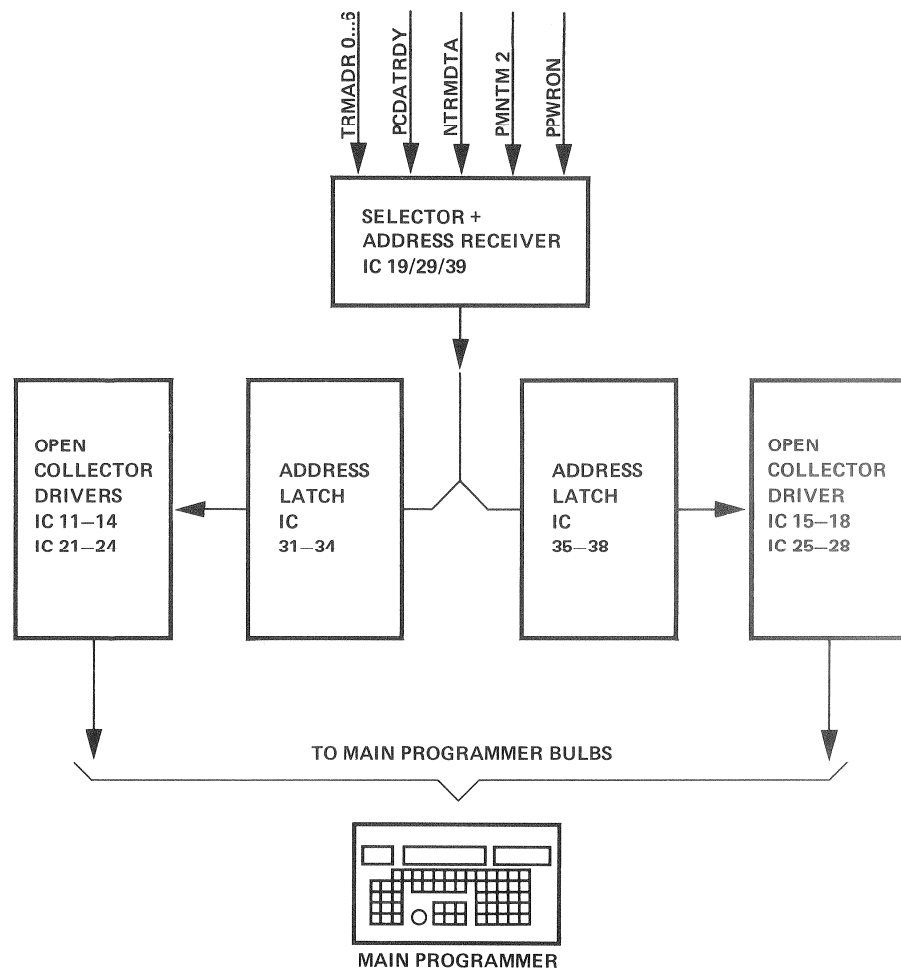 TRMADR 0...6
PCDATRDY
NTRMDTA
PMNTM 2
PPWRON
SELECTOR +
ADDRESS RECEIVER
IC 19/29/39
OPEN
COLLECTOR
DRIVERS
IC 11—14
IC 21—24
ADDRESS
LATCH
IC
31—34
ADDRESS
LATCH
IC
35—38
OPEN
COLLECTOR
DRIVER
IC 15—18
IC 25—28
TO MAIN PROGRAMMER BULBS
MAIN PROGRAMMER